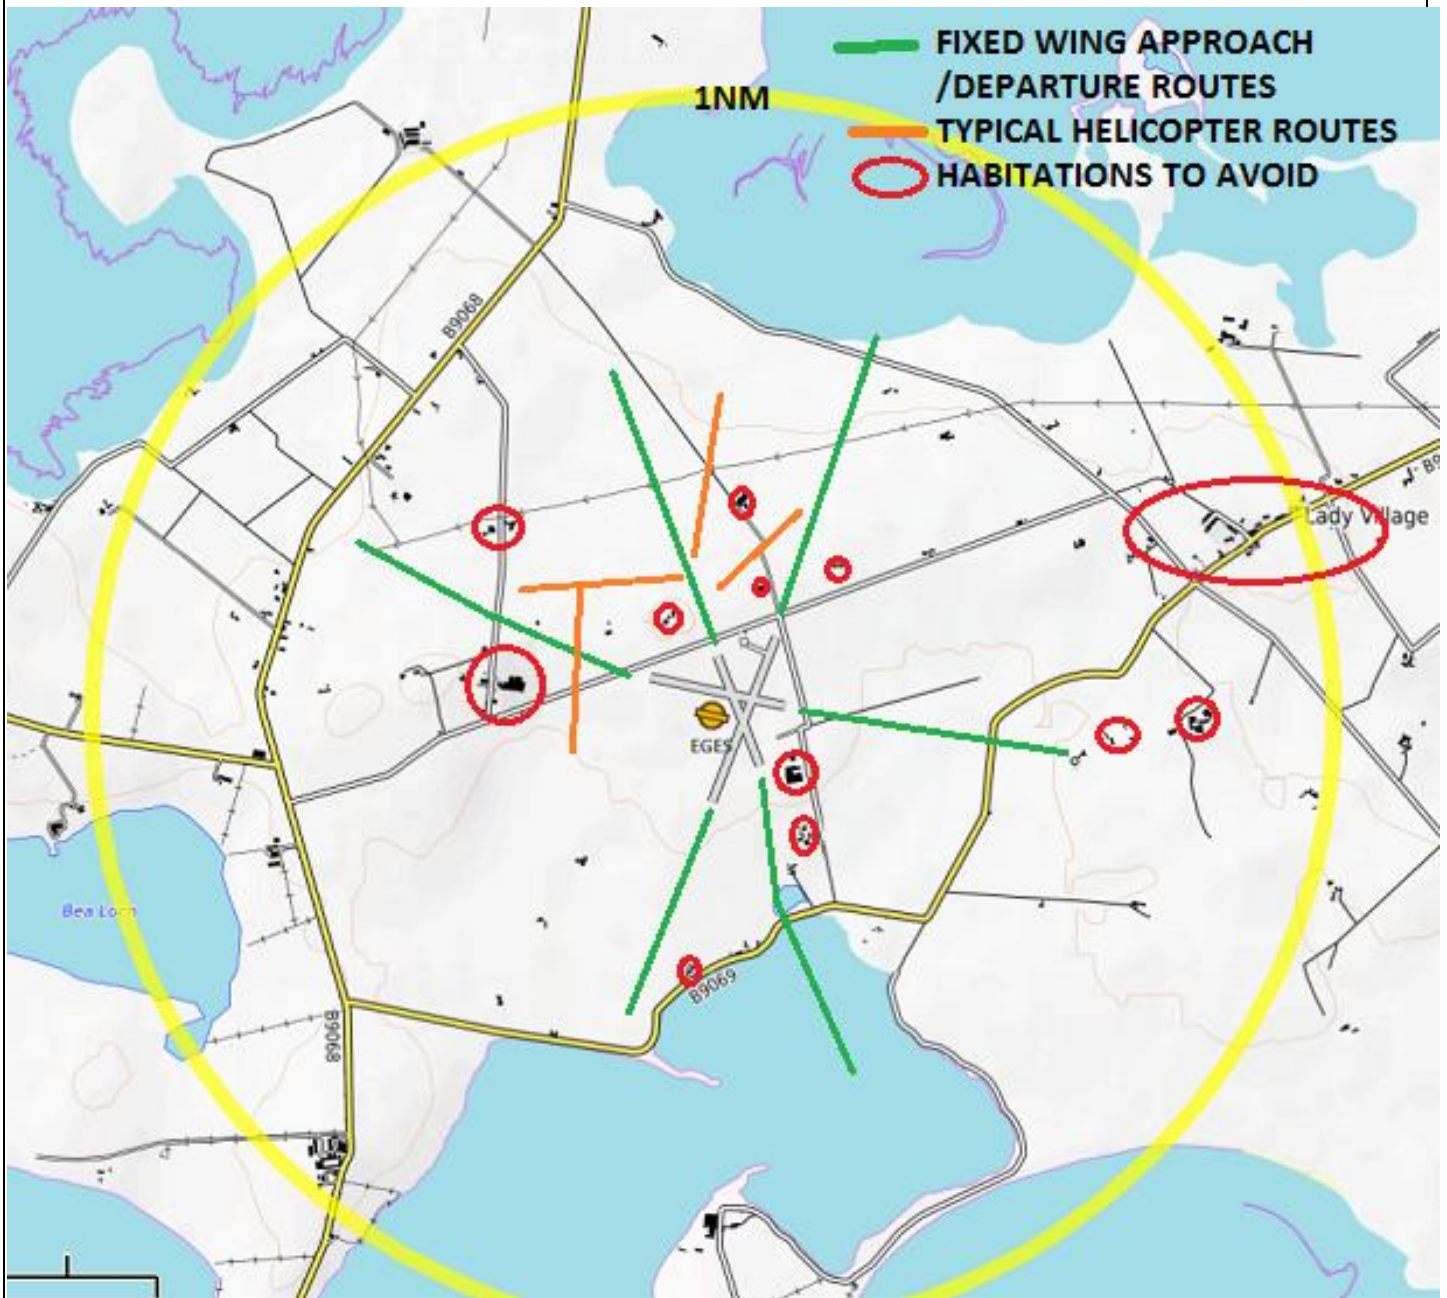 FIXED WING APPROACH
/DEPARTURE ROUTES
1NM
TYPICAL HELICOPTER ROUTES
HABITATIONS TO AVOID
B9068
B9
Lady Village
EGES
Bea Loch
B9069
B9068